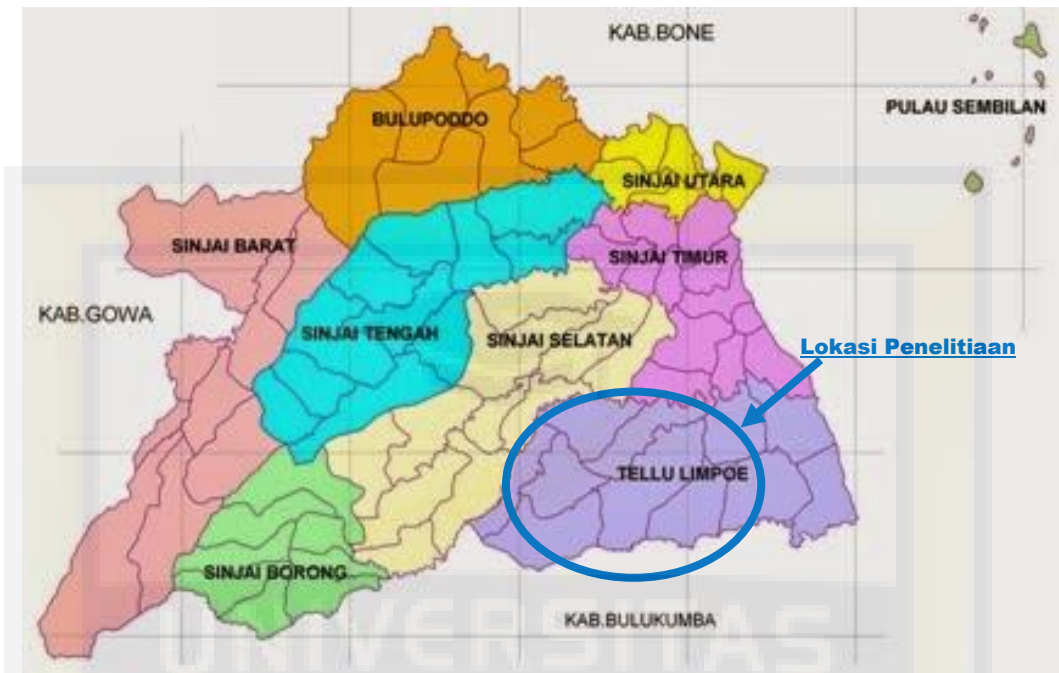 KAB.BONE
PULAU SEMBILAN
BULUPODDO
SINJAI UTARA
SINJAI BARAT
SINJAI TIMUR
KAB.GOWA
SINJAI TENGAH
SINJAI SELATAN
Lokasi Penelitiaan
TELLU LIMPOE
SINJAI BORONG
KAB.BULUKUMBA
UNIVERSITAS